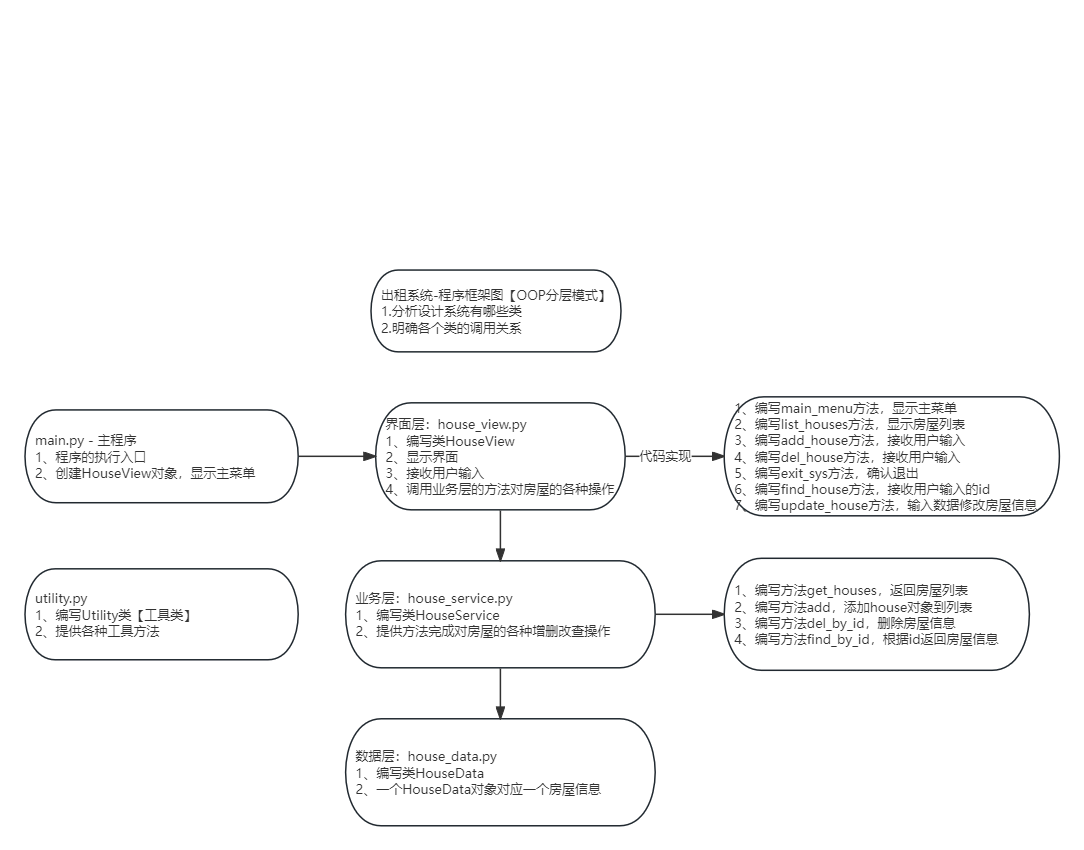 出租系统-程序框架图【OOP分层模式】
1.分析设计系统有哪些类
2.明确各个类的调用关系
main.py - 主程序
1、程序的执行入口
2、创建HouseView对象，显示主菜单
界面层：house_view.py
1、编写类HouseView
2、显示界面
3、接收用户输入
4、调用业务层的方法对房屋的各种操作
代码实现
1、编写main_menu方法，显示主菜单
2、编写list_houses方法，显示房屋列表
3、编写add_house方法，接收用户输入
4、编写del_house方法，接收用户输入
5、编写exit_sys方法，确认退出
6、编写find_house方法，接收用户输入的id
7、编写update_house方法，输入数据修改房屋信息
utility.py
1、编写Utility类【工具类】
2、提供各种工具方法
业务层：house_service.py
1、编写类HouseService
2、提供方法完成对房屋的各种增删改查操作
1、编写方法get_houses，返回房屋列表
2、编写方法add，添加house对象到列表
3、编写方法del_by_id，删除房屋信息
4、编写方法find_by_id，根据id返回房屋信息
数据层：house_data.py
1、编写类HouseData
2、一个HouseData对象对应一个房屋信息